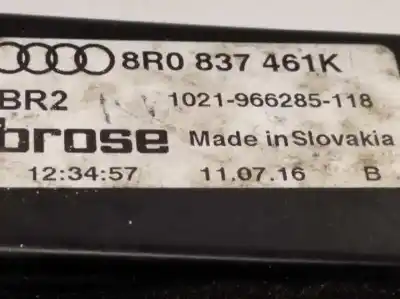 8R0 837 461K
BR2 1021-966285-118
brose Made in Slovakia
12:34:57 11.07.16 B